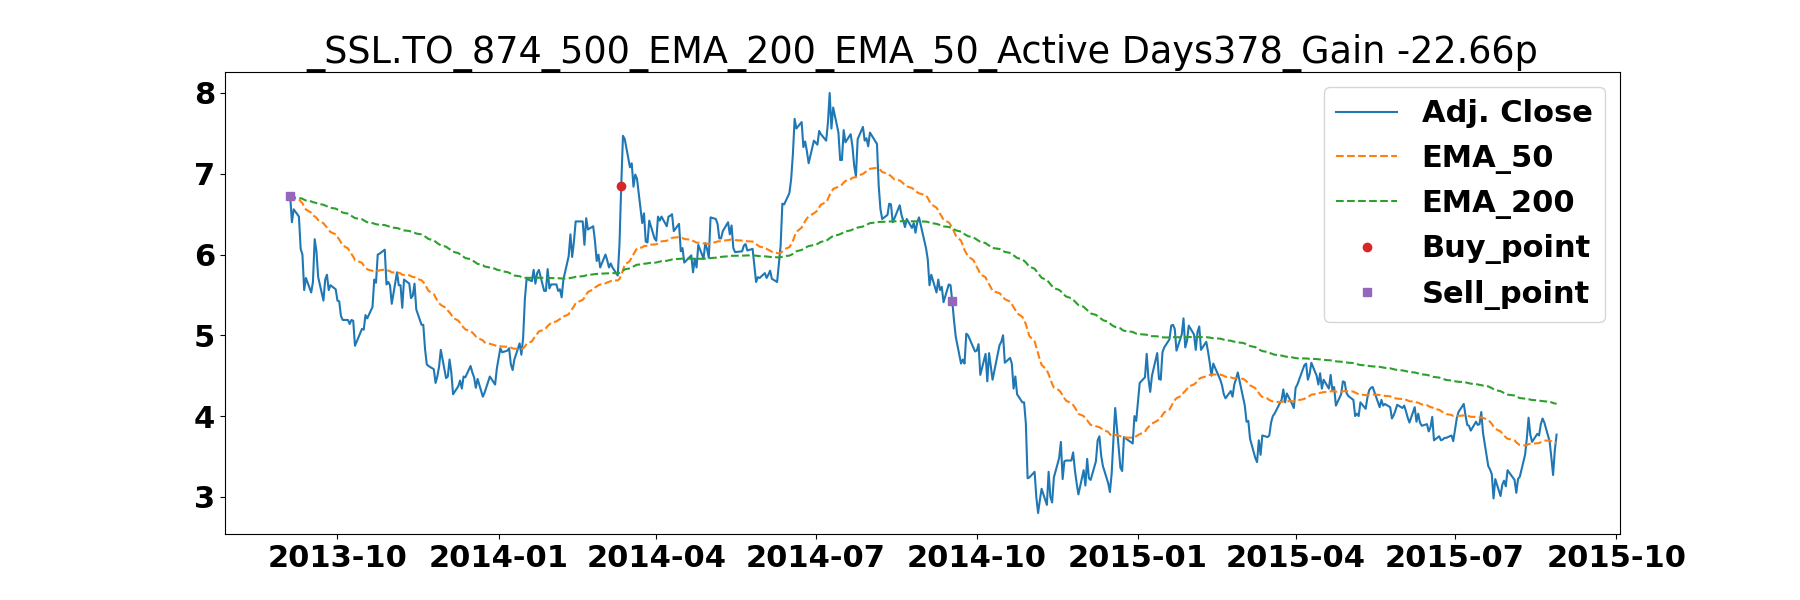 _SSL.TO_874_500_EMA_200_EMA_50_Active Days378_Gain -22.66p
8
7
6
5
4
3
Adj. Close
EMA_50
EMA_200
Buy_point
Sell_point
2013-10 2014-01 2014-04 2014-07 2014-10 2015-01 2015-04 2015-07 2015-10